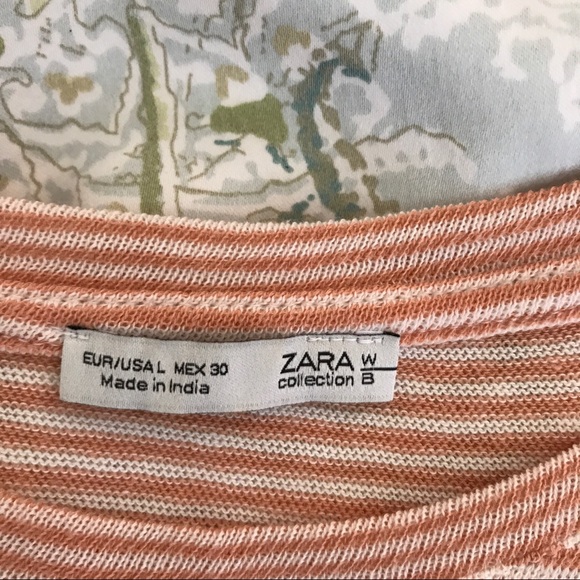 EUR/USA L MEX 30
Made in India
ZARA W
collection B